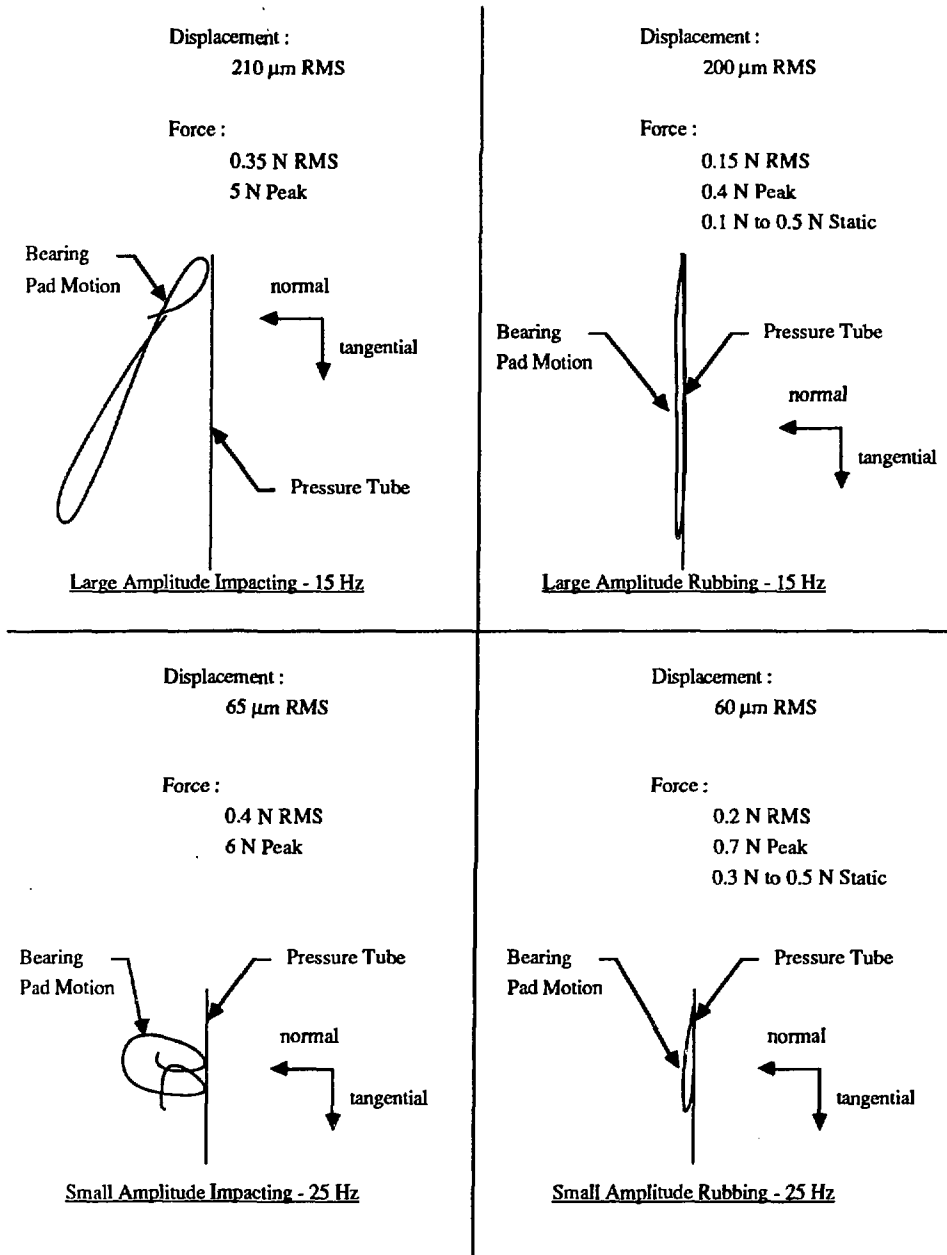 Displacement :
210 µm RMS
Force :
0.35 N RMS
5 N Peak
Bearing
Pad Motion
normal
tangential
Pressure Tube
Large Amplitude Impacting - 15 Hz
Displacement :
200 µm RMS
Force :
0.15 N RMS
0.4 N Peak
0.1 N to 0.5 N Static
Bearing
Pad Motion
Pressure Tube
normal
tangential
Large Amplitude Rubbing - 15 Hz
Displacement :
65 µm RMS
Force :
0.4 N RMS
6 N Peak
Bearing
Pad Motion
Pressure Tube
normal
tangential
Small Amplitude Impacting - 25 Hz
Displacement :
60 µm RMS
Force :
0.2 N RMS
0.7 N Peak
0.3 N to 0.5 N Static
Bearing
Pad Motion
Pressure Tube
normal
tangential
Small Amplitude Rubbing - 25 Hz